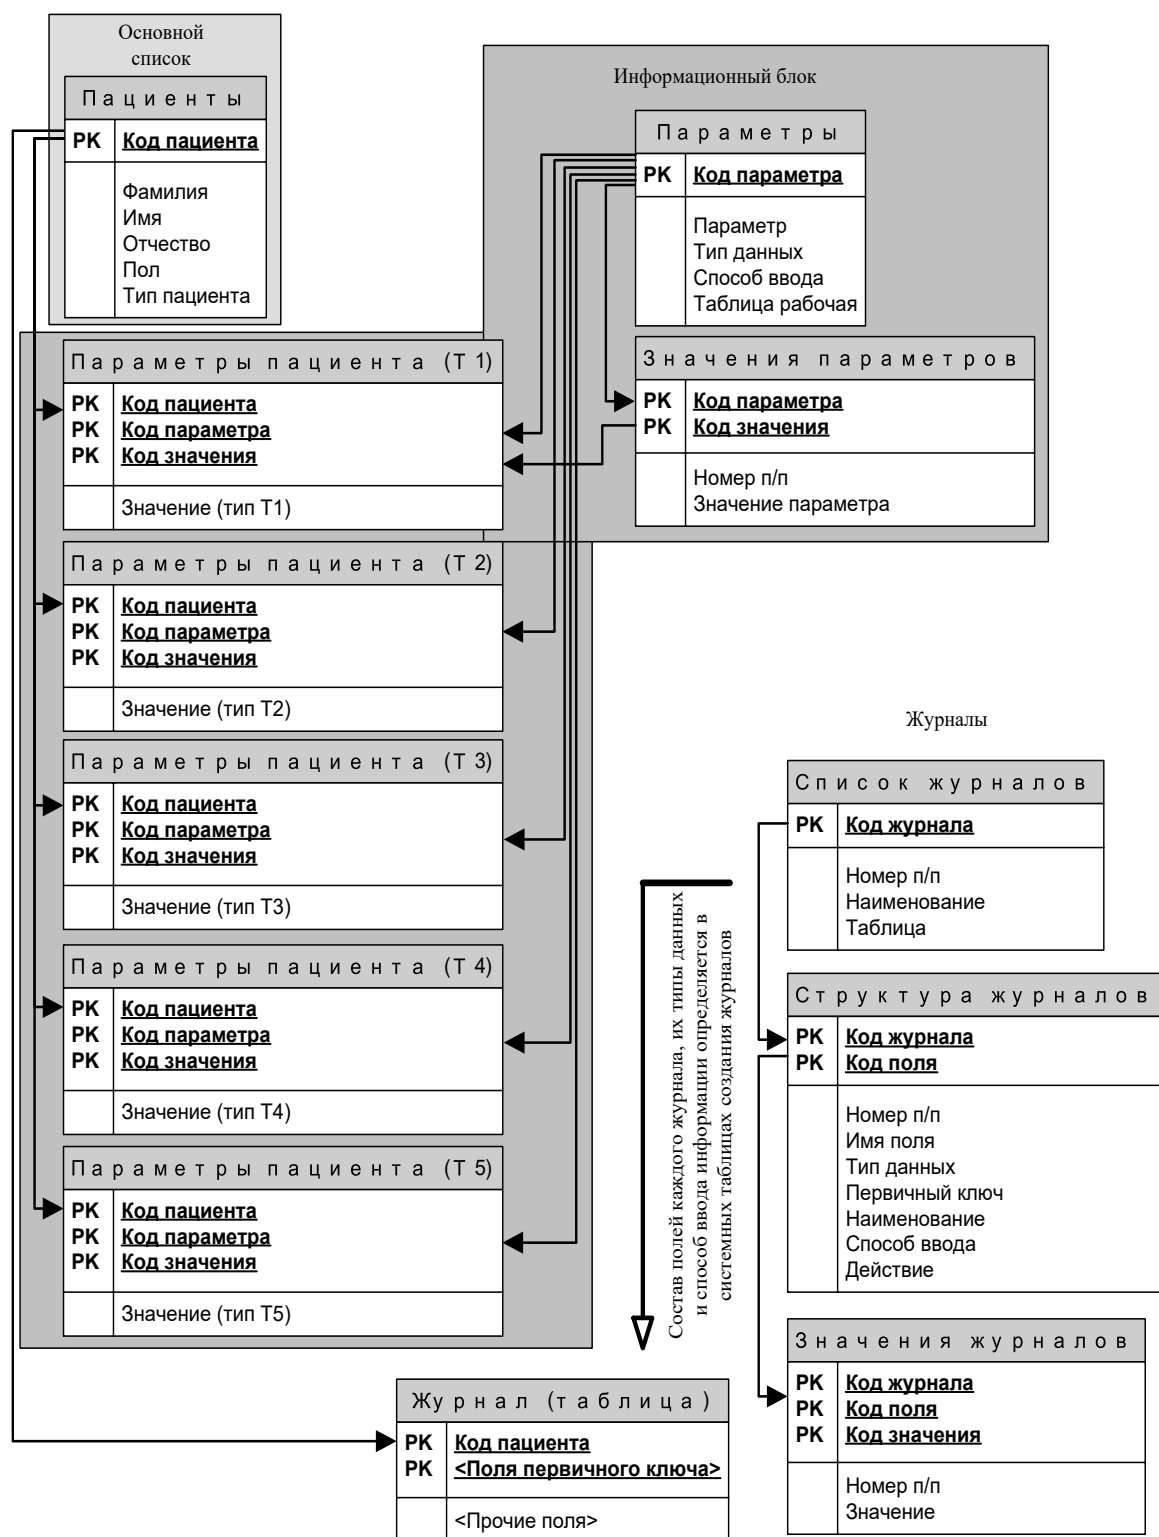 Основной
список
Пациенты
PK Код пациента
Фамилия
Имя
Отчество
Пол
Тип пациента
Информационный блок
Параметры
PK Код параметра
Параметр
Тип данных
Способ ввода
Таблица рабочая
Значения параметров
PK Код параметра
PK Код значения
Номер п/п
Значение параметра
Параметры пациента (Т 1)
PK Код пациента
PK Код параметра
PK Код значения
Значение (тип Т1)
Параметры пациента (Т 2)
PK Код пациента
PK Код параметра
PK Код значения
Значение (тип Т2)
Параметры пациента (Т 3)
PK Код пациента
PK Код параметра
PK Код значения
Значение (тип Т3)
Параметры пациента (Т 4)
PK Код пациента
PK Код параметра
PK Код значения
Значение (тип Т4)
Параметры пациента (Т 5)
PK Код пациента
PK Код параметра
PK Код значения
Значение (тип Т5)
Состав полей каждого журнала, их типы данных
и способ ввода информации определяется в
системных таблицах создания журналов
Журналы
Список журналов
PK Код журнала
Номер п/п
Наименование
Таблица
Структура журналов
PK Код журнала
PK Код поля
Номер п/п
Имя поля
Тип данных
Первичный ключ
Наименование
Способ ввода
Действие
Значения журналов
PK Код журнала
PK Код поля
PK Код значения
Номер п/п
Значение
Журнал (таблица)
PK Код пациента
PK <Поля первичного ключа>
<Прочие поля>